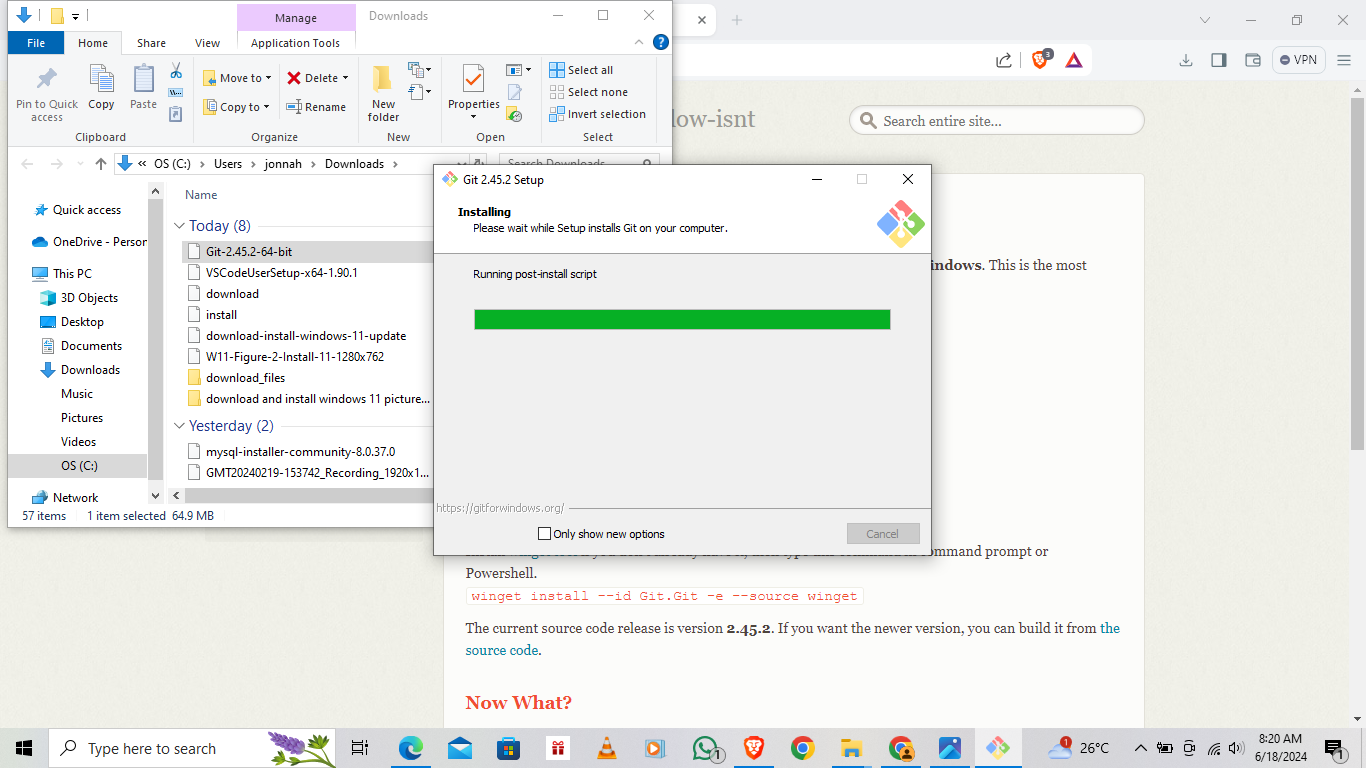 Manage
Downloads
File
Home
Share
View
Application Tools
Pin to Quick access
Copy
Paste
Move to
Copy to
Delete
Rename
New folder
Properties
Select all
Select none
Invert selection
Clipboard
Organize
New
Open
Select
« OS (C:) > Users > jonnah > Downloads >
Search Downloads
Quick access
OneDrive - Person
This PC
3D Objects
Desktop
Documents
Downloads
Music
Pictures
Videos
OS (C:)
Network
Name
Today (8)
Git-2.45.2-64-bit
VSCodeUserSetup-x64-1.90.1
download
install
download-install-windows-11-update
W11-Figure-2-Install-11-1280x762
download_files
download and install windows 11 picture...
Yesterday (2)
mysql-installer-community-8.0.37.0
GMT20240219-153742_Recording_1920x1...
57 items
1 item selected 64.9 MB
3
VPN
low-isnt
Search entire site...
Git 2.45.2 Setup
Installing
Please wait while Setup installs Git on your computer.
Running post-install script
https://gitforwindows.org/
Only show new options
Cancel
indows. This is the most
ommand prompt or
Powershell.
winget install --id Git.Git -e --source winget
The current source code release is version 2.45.2. If you want the newer version, you can build it from the
source code.
Now What?
Type here to search
1
1
26°C
8:20 AM
6/18/2024
1